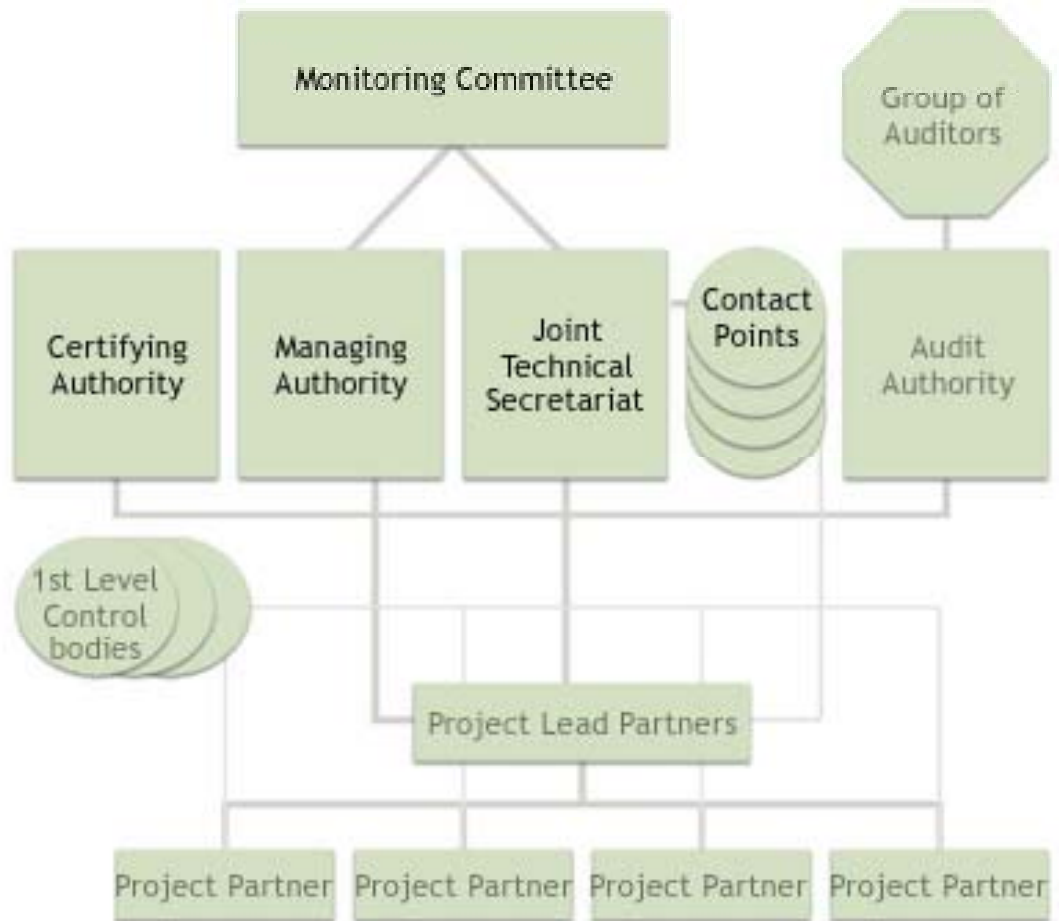 Monitoring Committee
Group of
Auditors
Certifying
Authority
Managing
Authority
Joint
Technical
Secretariat
Contact
Points
Audit
Authority
1st Level
Control
bodies
Project Lead Partners
Project Partner
Project Partner
Project Partner
Project Partner